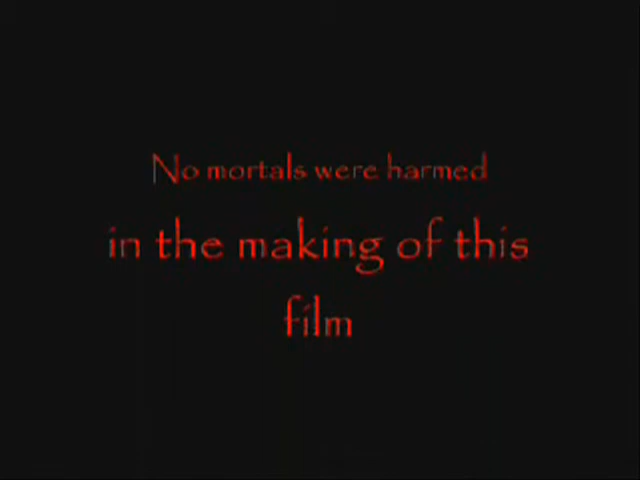 No mortals were harmed
in the making of this
film